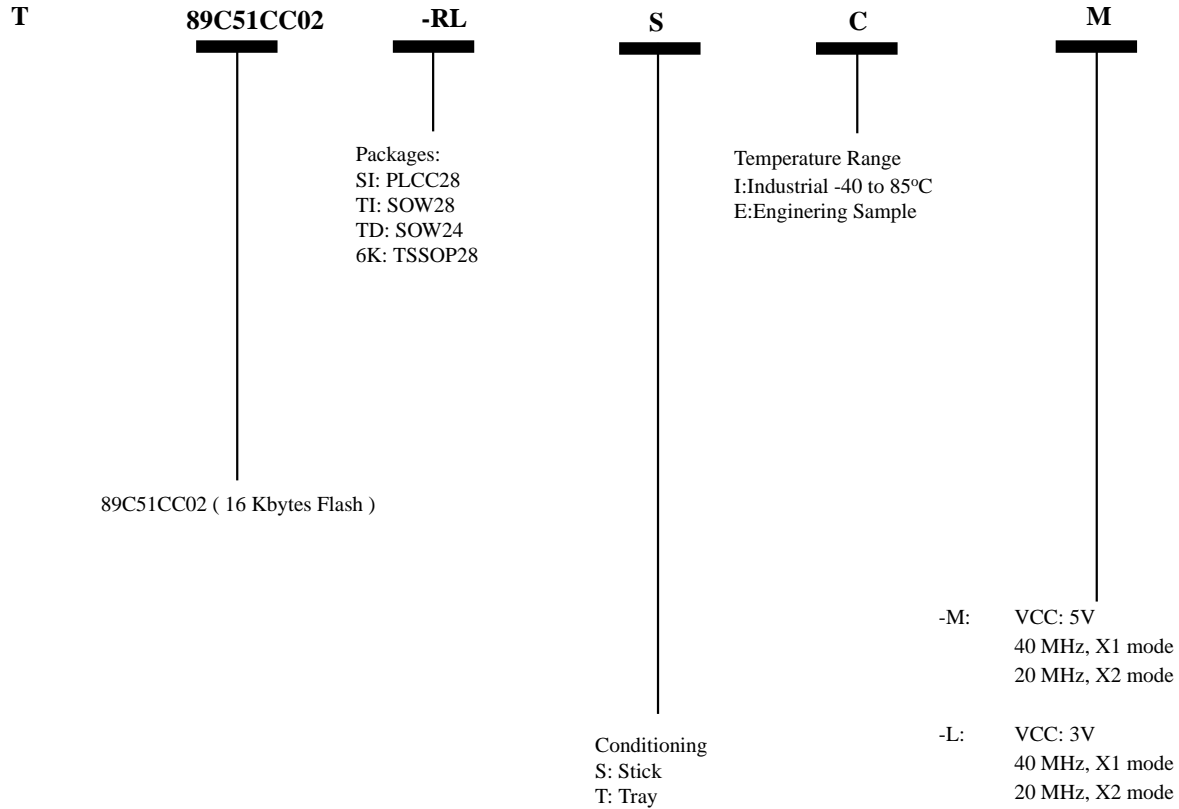 T 89C51CC02 -RL S C M
Packages:
SI: PLCC28
TI: SOW28
TD: SOW24
6K: TSSOP28
Temperature Range
I:Industrial -40 to 85°C
E:Enginering Sample
89C51CC02 ( 16 Kbytes Flash )
-M: VCC: 5V
40 MHz, X1 mode
20 MHz, X2 mode
Conditioning
S: Stick
T: Tray
-L: VCC: 3V
40 MHz, X1 mode
20 MHz, X2 mode